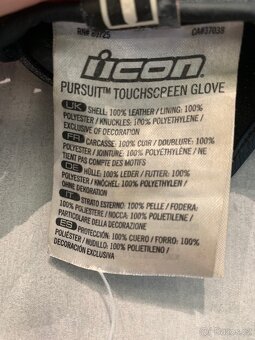 RN# 20725 CA#37038
icon
PURSUIT™ TOUCHSCREEN GLOVE
UK SHELL: 100% LEATHER / LINING: 100%
POLYESTER / KNUCKLES: 100% POLYETHYLENE /
EXCLUSIVE OF DECORATION
FR CARCASSE: 100% CUIR / DOUBLURE: 100%
POLYESTER / JOINTURE: 100% POLYETHYLENE / NE
TIENT PAS COMPTE DES MOTIFS
DE HÜLLE: 100% LEDER / FUTTER: 100%
POLYESTER / KNÖCHEL: 100% POLYETHYLEN /
OHNE DEKORATION
IT STRATO ESTERNO: 100% PELLE / FODERA:
100% POLIESTERE / NOCCA: 100% POLIETILENE /
PARTICOLARE DELLA DECORAZIONE
ES PROTECCIÓN: 100% CUERO / FORRO: 100%
POLIÉSTER / NUDILLO: 100% POLIETILENO /
DECORACIÓN EXCLUSIVA